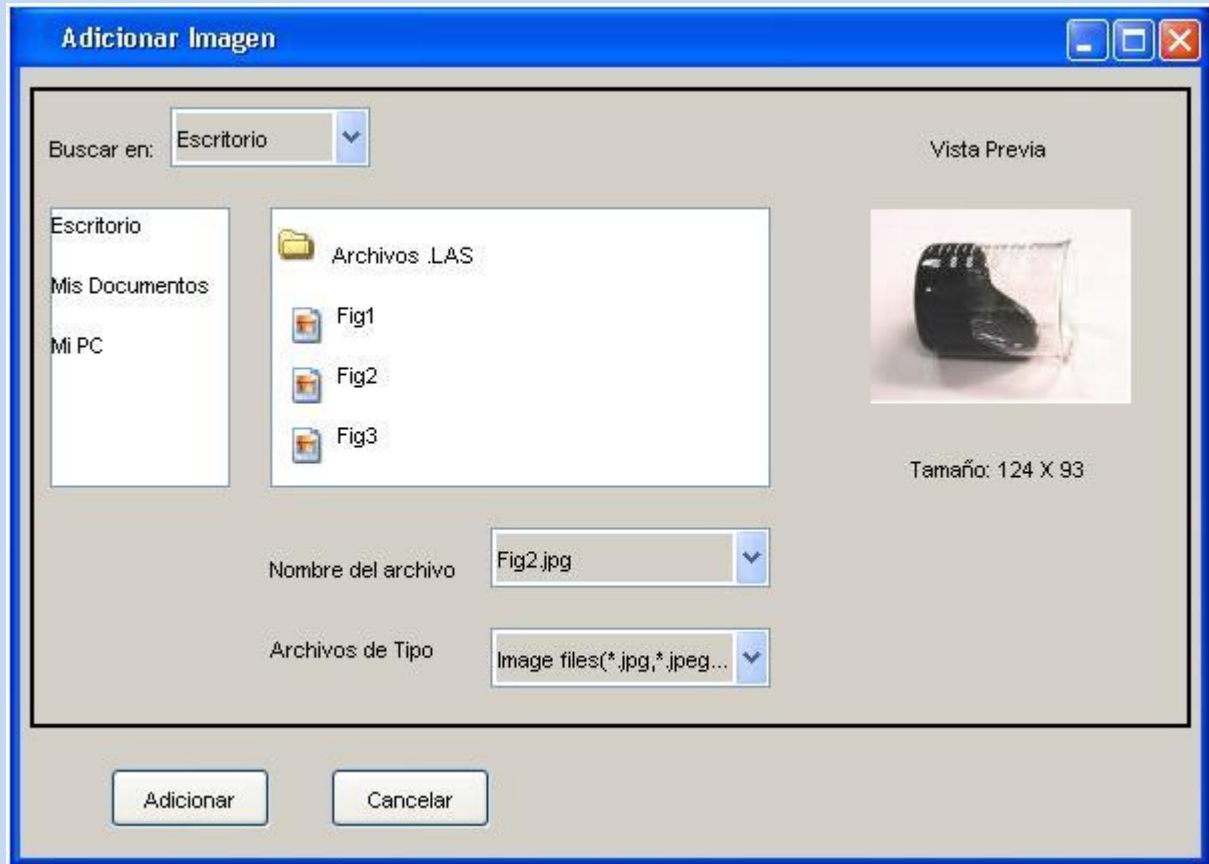 Adicionar Imagen
Buscar en:
Escritorio
Vista Previa
Escritorio
Mis Documentos
Mi PC
Archivos .LAS
Fig1
Fig2
Fig3
Tamaño: 124 X 93
Nombre del archivo
Fig2.jpg
Archivos de Tipo
Image files(*.jpg,*.jpeg...
Adicionar
Cancelar